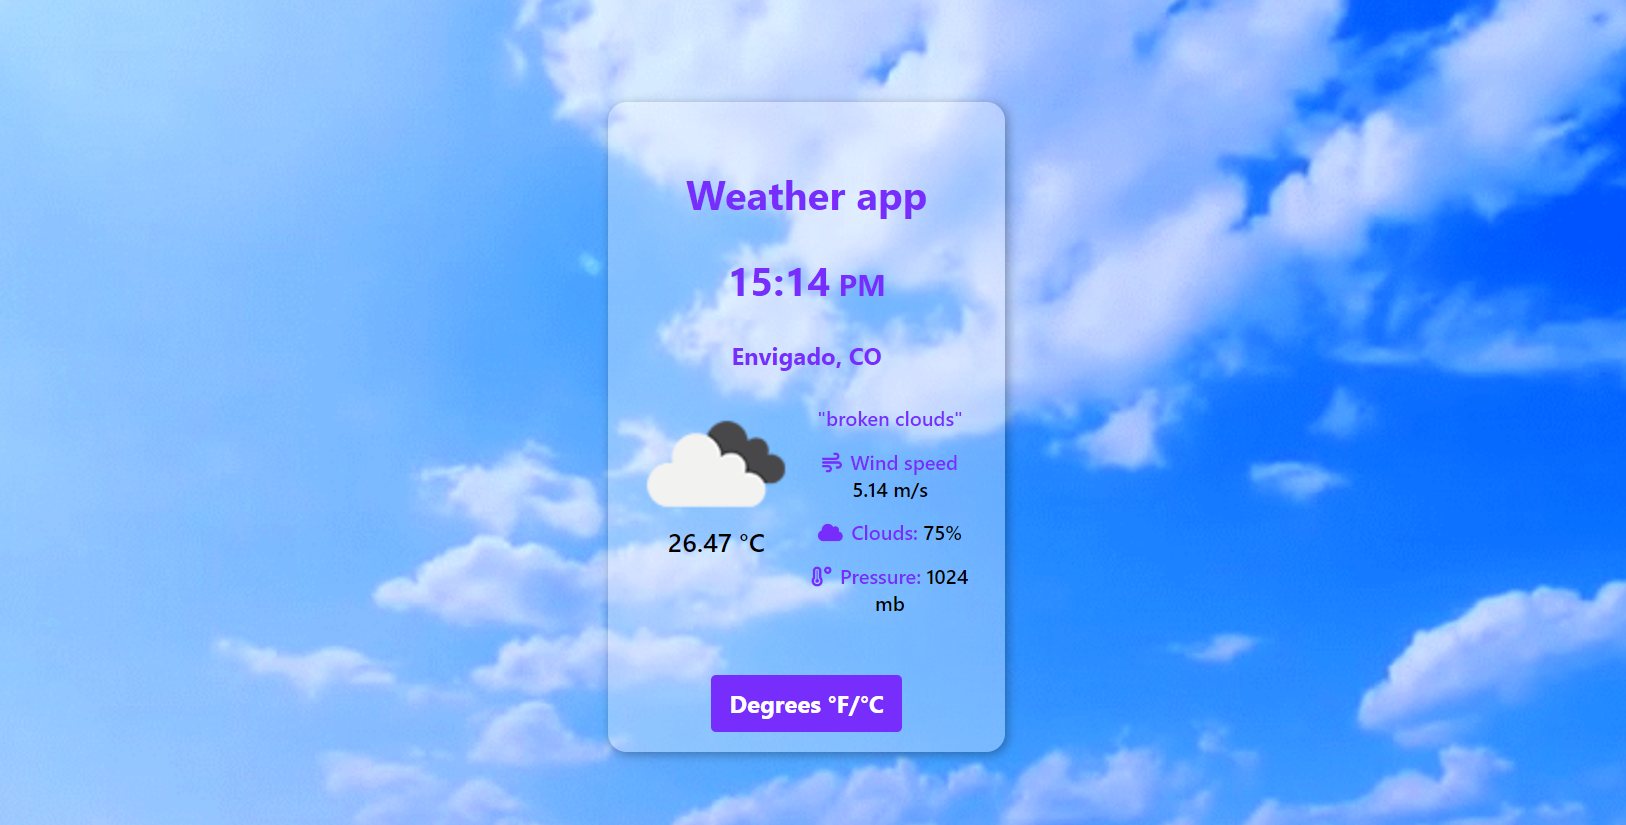 Weather app
15:14 PM
Envigado, CO
"broken clouds"
Wind speed
5.14 m/s
Clouds: 75%
26.47 °C
Pressure: 1024
mb
Degrees °F/°C